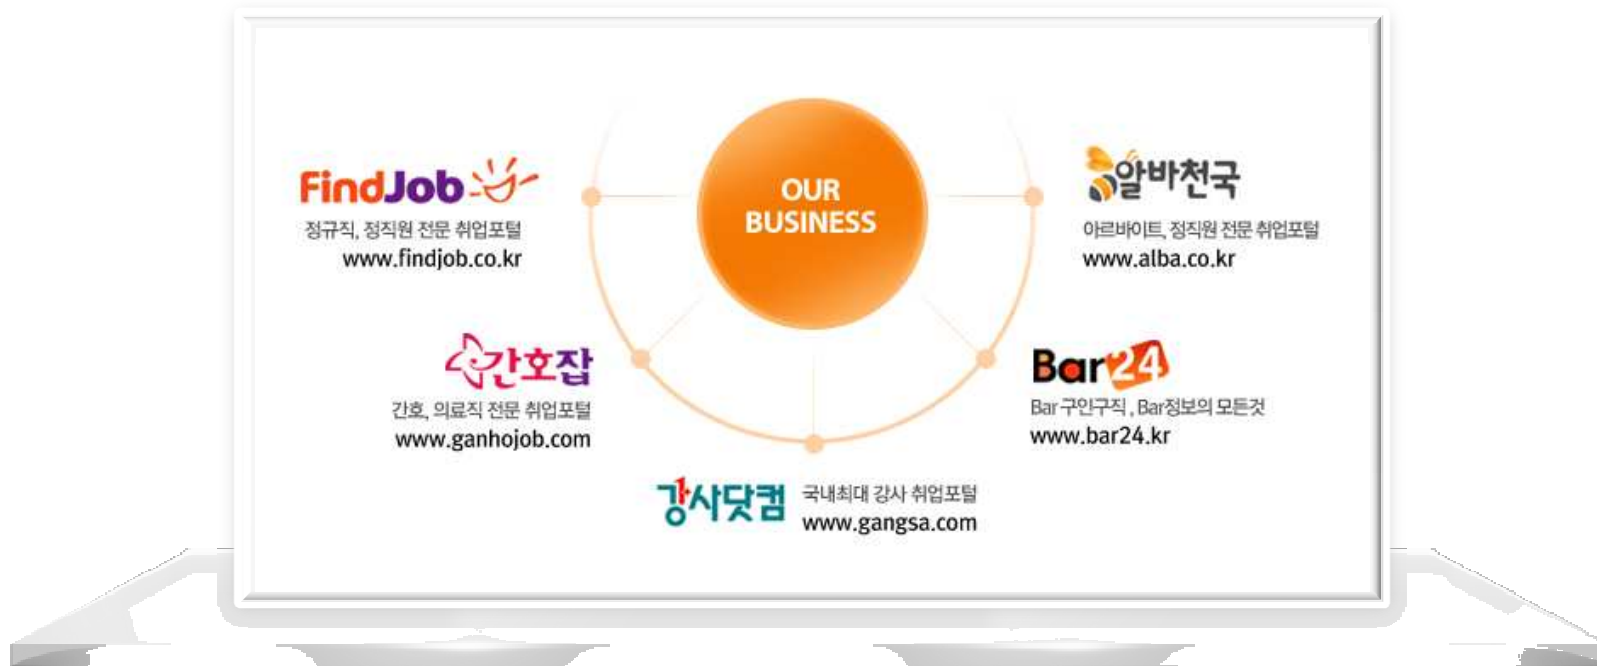 OUR
BUSINESS
FindJob
정규직, 정직원 전문 취업포털
www.findjob.co.kr
알바천국
아르바이트, 정직원 전문 취업포털
www.alba.co.kr
간호잡
간호, 의료직 전문 취업포털
www.ganhojob.com
Bar24
Bar 구인구직 , Bar정보의 모든것
www.bar24.kr
강사닷컴
국내최대 강사 취업포털
www.gangsa.com